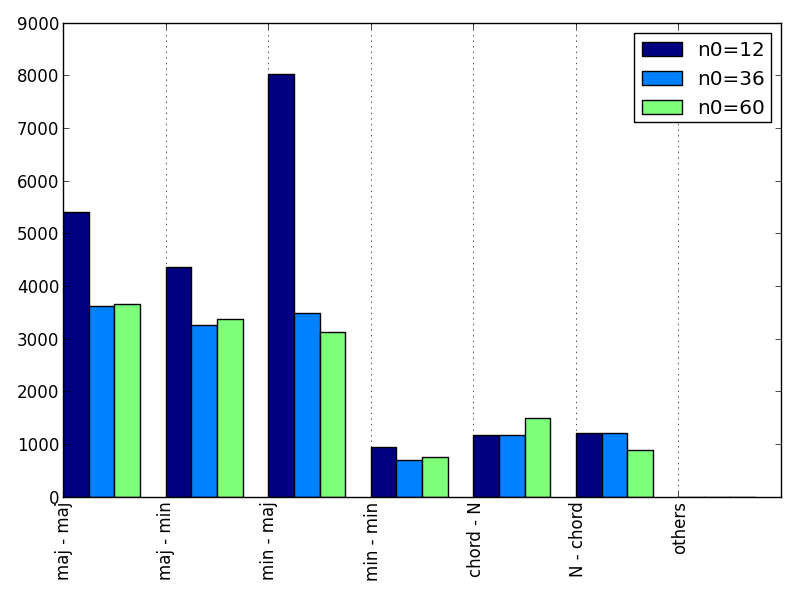 9000
8000
7000
6000
5000
4000
3000
2000
1000
0
n0=12
n0=36
n0=60
maj - maj
maj - min
min - maj
min - min
chord - N
N - chord
others